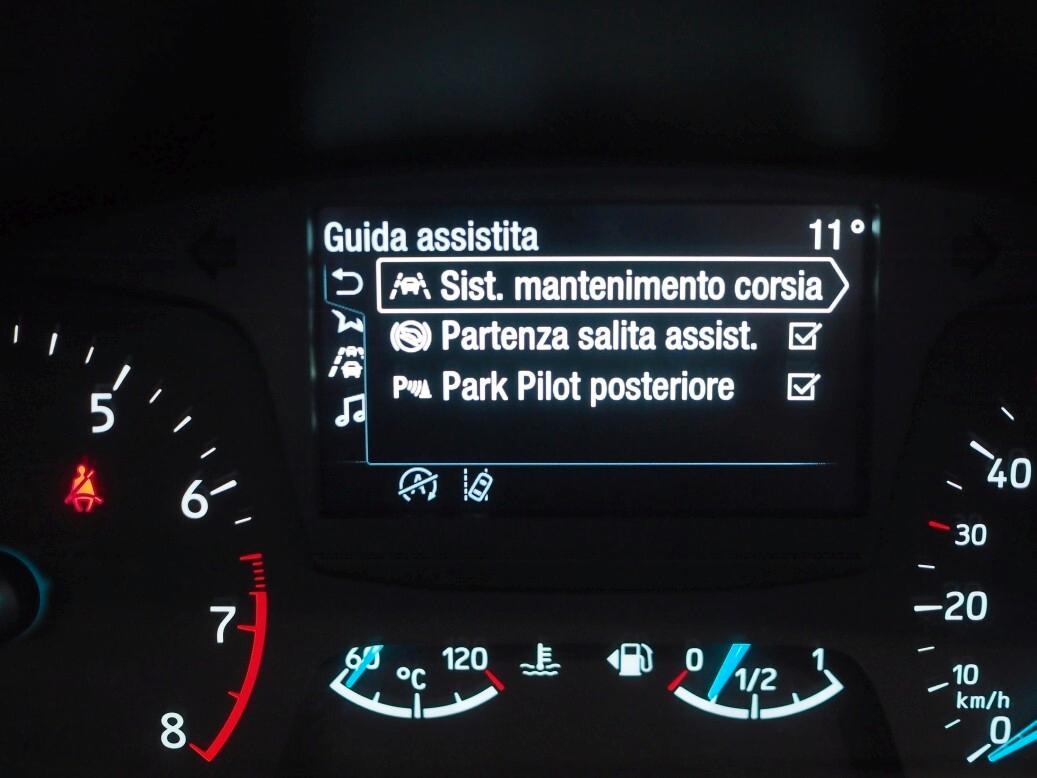 Guida assistita 11°
Sist. mantenimento corsia
Partenza salita assist.
P Park Pilot posteriore
A
5
6
7
8
60 120
°C
0 1/2 1
40
30
20
10
km/h
0